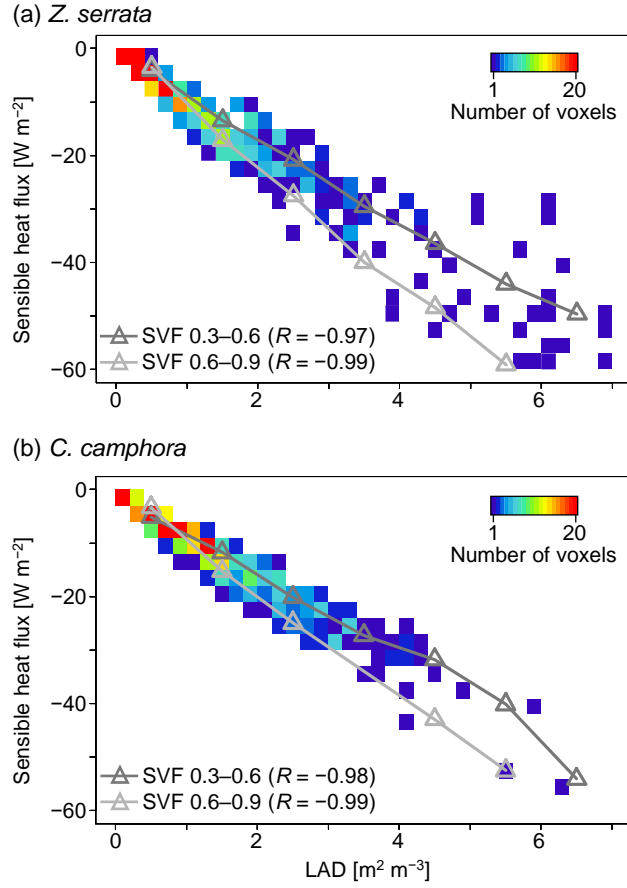 (a) Z. serrata
0
−20
−40
−60
Sensible heat flux [W m−2]
1 20
Number of voxels
SVF 0.3–0.6 (R = −0.97)
SVF 0.6–0.9 (R = −0.99)
0 2 4 6
(b) C. camphora
0
−20
−40
−60
Sensible heat flux [W m−2]
1 20
Number of voxels
SVF 0.3–0.6 (R = −0.98)
SVF 0.6–0.9 (R = −0.99)
0 2 4 6
LAD [m2 m−3]